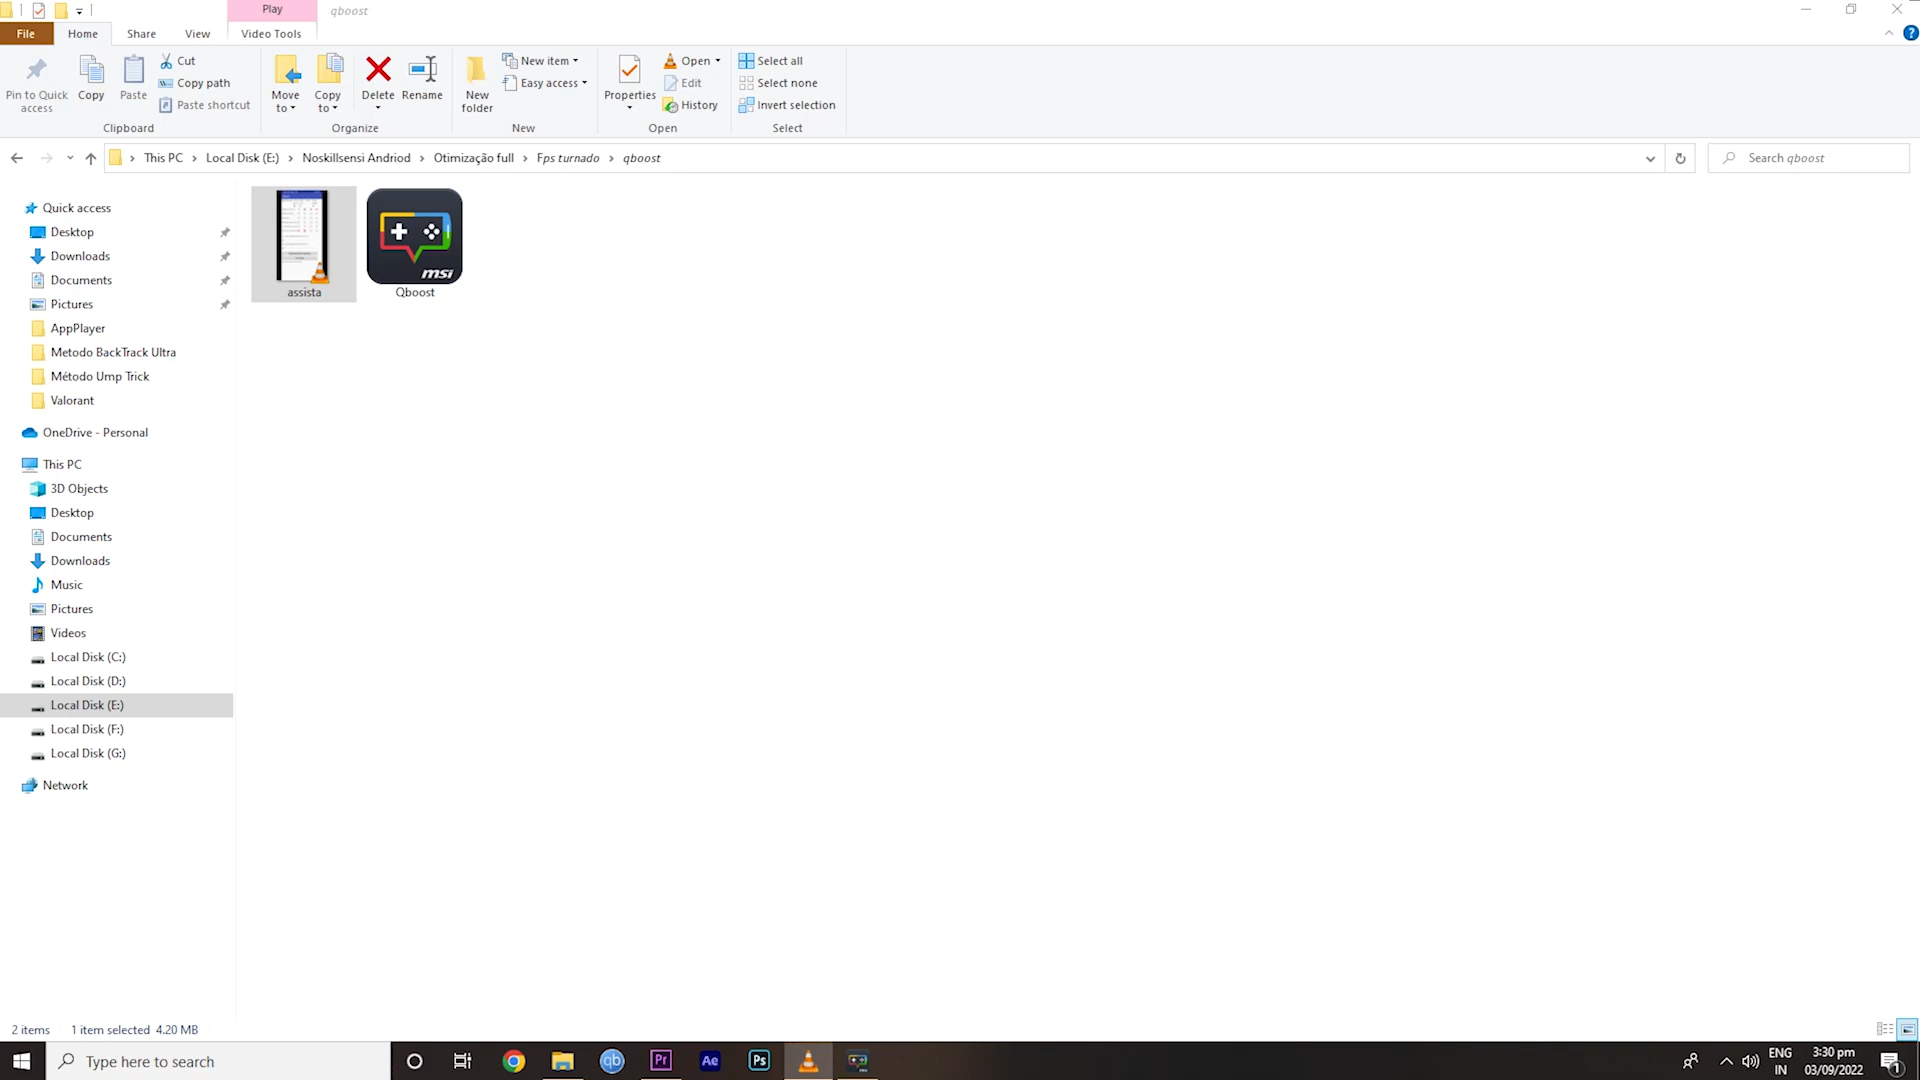 Play
qboost
File
Home
Share
View
Video Tools
Pin to Quick
access
Copy
Paste
Cut
Copy path
Paste shortcut
Clipboard
Move
to
Copy
to
Delete
Rename
Organize
New
folder
New item
Easy access
New
Properties
Open
Edit
History
Open
Select all
Select none
Invert selection
Select
This PC
Local Disk (E:)
Noskillsensi Andriod
Otimização full
Fps turnado
qboost
Search qboost
Quick access
Desktop
Downloads
Documents
Pictures
AppPlayer
Metodo BackTrack Ultra
Método Ump Trick
Valorant
OneDrive - Personal
This PC
3D Objects
Desktop
Documents
Downloads
Music
Pictures
Videos
Local Disk (C:)
Local Disk (D:)
Local Disk (E:)
Local Disk (F:)
Local Disk (G:)
Network
assista
msi
Qboost
2 items
1 item selected 4.20 MB
Type here to search
qb
Pr
Ae
Ps
ENG
IN
3:30 pm
03/09/2022
1